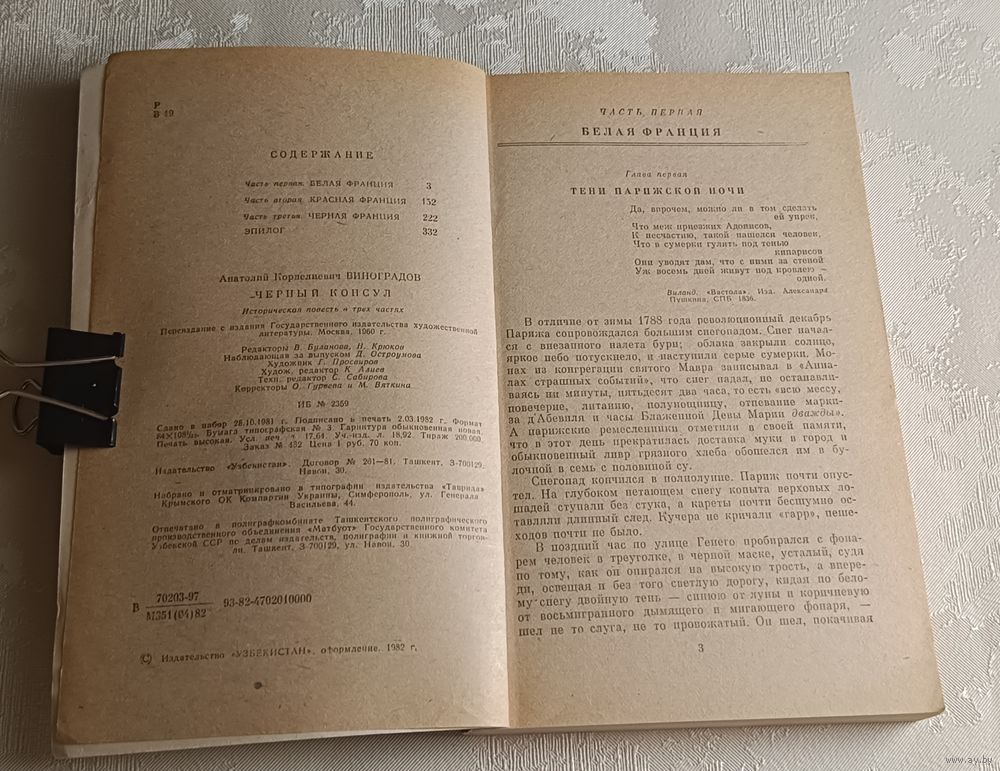 Р
В 49
СОДЕРЖАНИЕ
Часть первая. БЕЛАЯ ФРАНЦИЯ 3
Часть вторая. КРАСНАЯ ФРАНЦИЯ 132
Часть третья. ЧЕРНАЯ ФРАНЦИЯ 222
ЭПИЛОГ 332
Анатолий Корнелиевич ВИНОГРАДОВ
ЧЕРНЫЙ КОНСУЛ
Историческая повесть в трех частях
Переиздание с издания Государственного издательства художественной
литературы. Москва, 1960 г.
Редакторы В. Буланова, Н. Крюков
Наблюдающая за выпуском Д. Остроумова
Художник Г. Просвиров
Худож. редактор К. Алиев
Техн. редактор С. Сабирова
Корректоры О. Гурвева и М. Вяткина
ИБ № 2359
Сдано в набор 28.10.1981 г. Подписано в печать 2.03.1982 г. Формат
84×108¹/₃₂. Бумага типографская № 3. Гарнитура обыкновенная новая.
Печать высокая. Усл. печ. л. 17,64. Уч.-изд. л. 18,92. Тираж 200.000.
Заказ № 432 Цена 1 руб. 70 коп.
Издательство «Узбекистан». Договор № 261—81. Ташкент, 3-700129,
Навои, 30.
Набрано и отматрицировано в типографии издательства «Таврида»
Крымского ОК Компартии Украины, Симферополь, ул. Генерала
Васильева, 44.
Отпечатано в полиграфкомбинате Ташкентского полиграфического
производственного объединения «Матбуот» Государственного комитета
Узбекской ССР по делам издательств, полиграфии и книжной торгов-
ли. Ташкент, 3-700129, ул. Навои, 30.
В 70203-97 93-82-4702010000
М351(04)82
© Издательство «УЗБЕКИСТАН», оформление, 1982 г.
ЧАСТЬ ПЕРВАЯ
БЕЛАЯ ФРАНЦИЯ
Глава первая
ТЕНИ ПАРИЖСКОЙ НОЧИ
Да, впрочем, можно ли в том сделать
ей упрек,
Что меж приезжих Адонисов,
К несчастию, такой нашелся человек,
Что в сумерки гулять под тенью
кипарисов
Они уводят дам, что с ними за стеной
Уж восемь дней живут под кровлею
одной.
Виланд. «Вастола». Изд. Александра
Пушкина, СПБ 1836.
В отличие от зимы 1788 года революционный декабрь
Парижа сопровождался большим снегопадом. Снег начал-
ся с внезапного налета бури; облака закрыли солнце,
яркое небо потускнело, и наступили серые сумерки. Мо-
нах из конгрегации святого Мавра записывал в «Анна-
лах страшных событий», что снег падал, не останавли-
ваясь ни минуты, пятьдесят два часа, то есть «всю мессу,
повечерие, литанию, полунощницу, отпевание марки-
за д'Абевиля и часы Блаженной Девы Марии дважды».
А парижские ремесленники отметили в своей памяти,
что в этот день прекратилась доставка муки в город и
обыкновенный ливр грязного хлеба обошелся им в бу-
лочной в семь с половиной су.
Снегопад кончился в полнолуние. Париж почти опус-
тел. На глубоком нетающем снегу копыта верховых ло-
шадей ступали без стука, а кареты почти бесшумно ос-
тавляли длинный след. Кучера не кричали «гарр», пеше-
ходов почти не было.
В поздний час по улице Генего пробирался с фона-
рем человек в треуголке, в черной маске, усталый, судя
по тому, как он опирался на высокую трость, а впере-
ди, освещая и без того светлую дорогу, кидая по бело-
му снегу двойную тень — синюю от луны и коричневую
от восьмигранного дымящего и мигающего фонаря, —
шел не то слуга, не то провожатый. Он шел, покачивая
3
www.ay.by